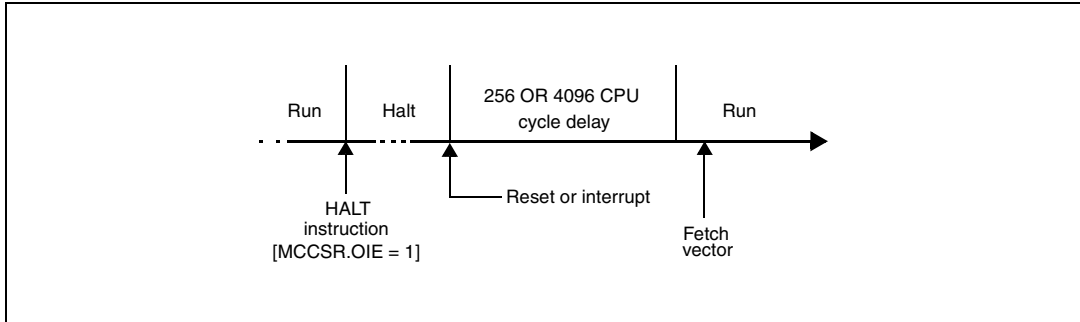 Run
Halt
256 OR 4096 CPU
cycle delay
Run
Reset or interrupt
HALT
instruction
[MCCSR.OIE = 1]
Fetch
vector